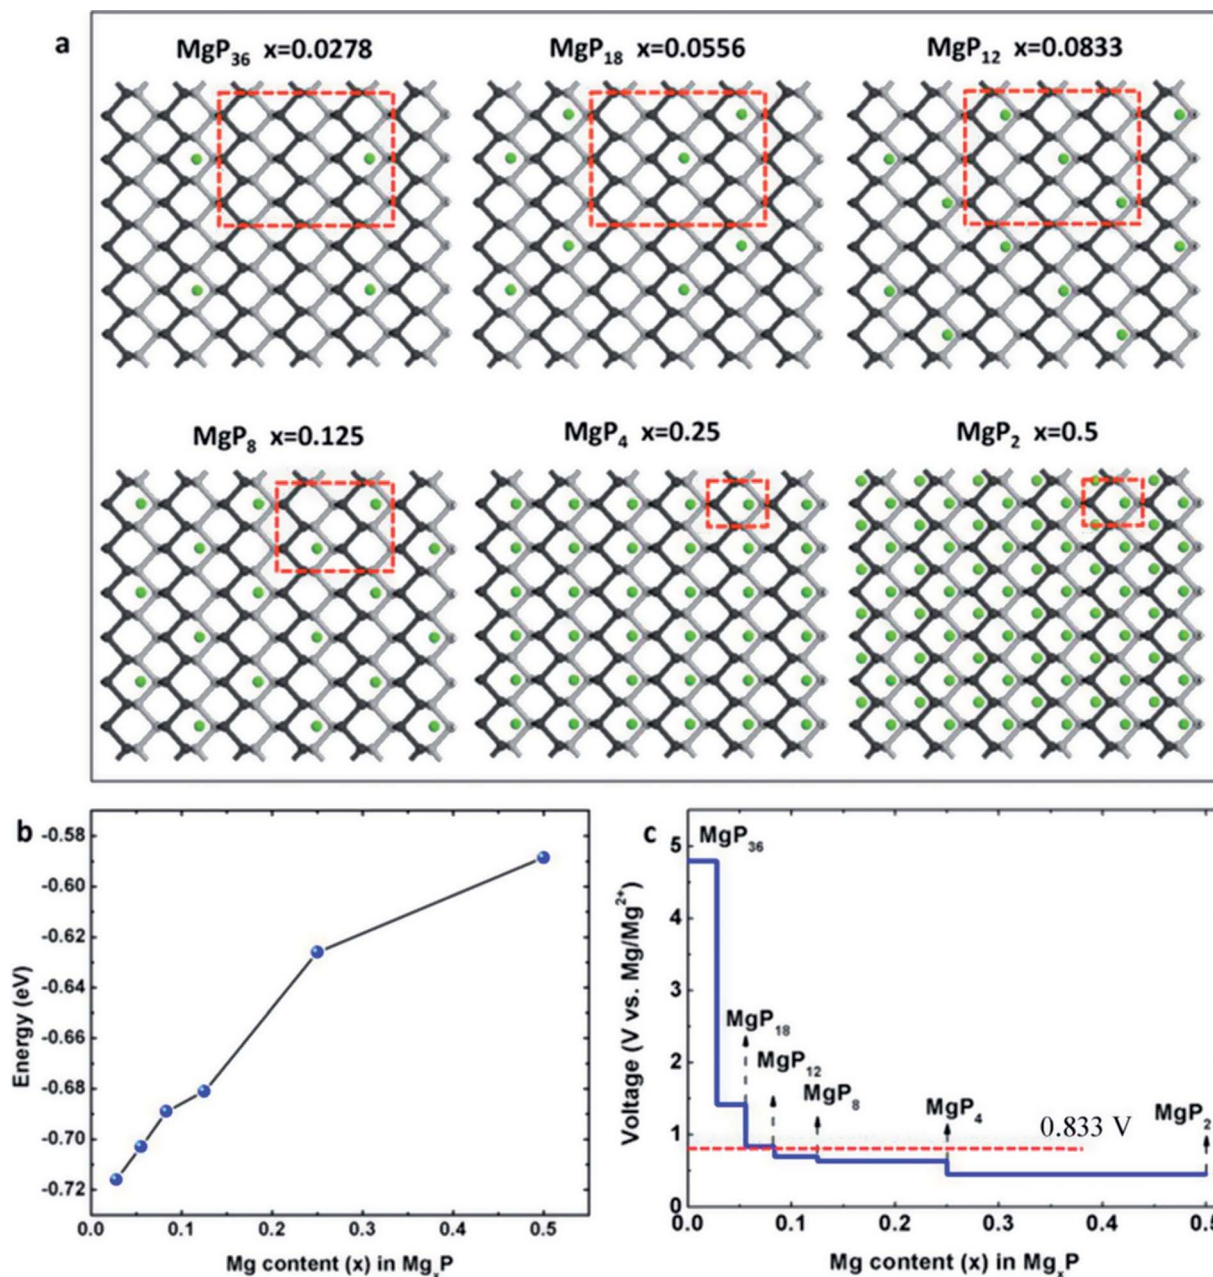 a
MgP36 x=0.0278
MgP18 x=0.0556
MgP12 x=0.0833
MgP8 x=0.125
MgP4 x=0.25
MgP2 x=0.5
b
-0.58
-0.60
-0.62
-0.64
-0.66
-0.68
-0.70
-0.72
Energy (eV)
0.0 0.1 0.2 0.3 0.4 0.5
Mg content (x) in MgxP
c
5
4
3
2
1
0
Voltage (V vs. Mg/Mg2+)
MgP36
MgP18
MgP12
MgP8
MgP4
MgP2
0.833 V
0.0 0.1 0.2 0.3 0.4 0.5
Mg content (x) in MgxP